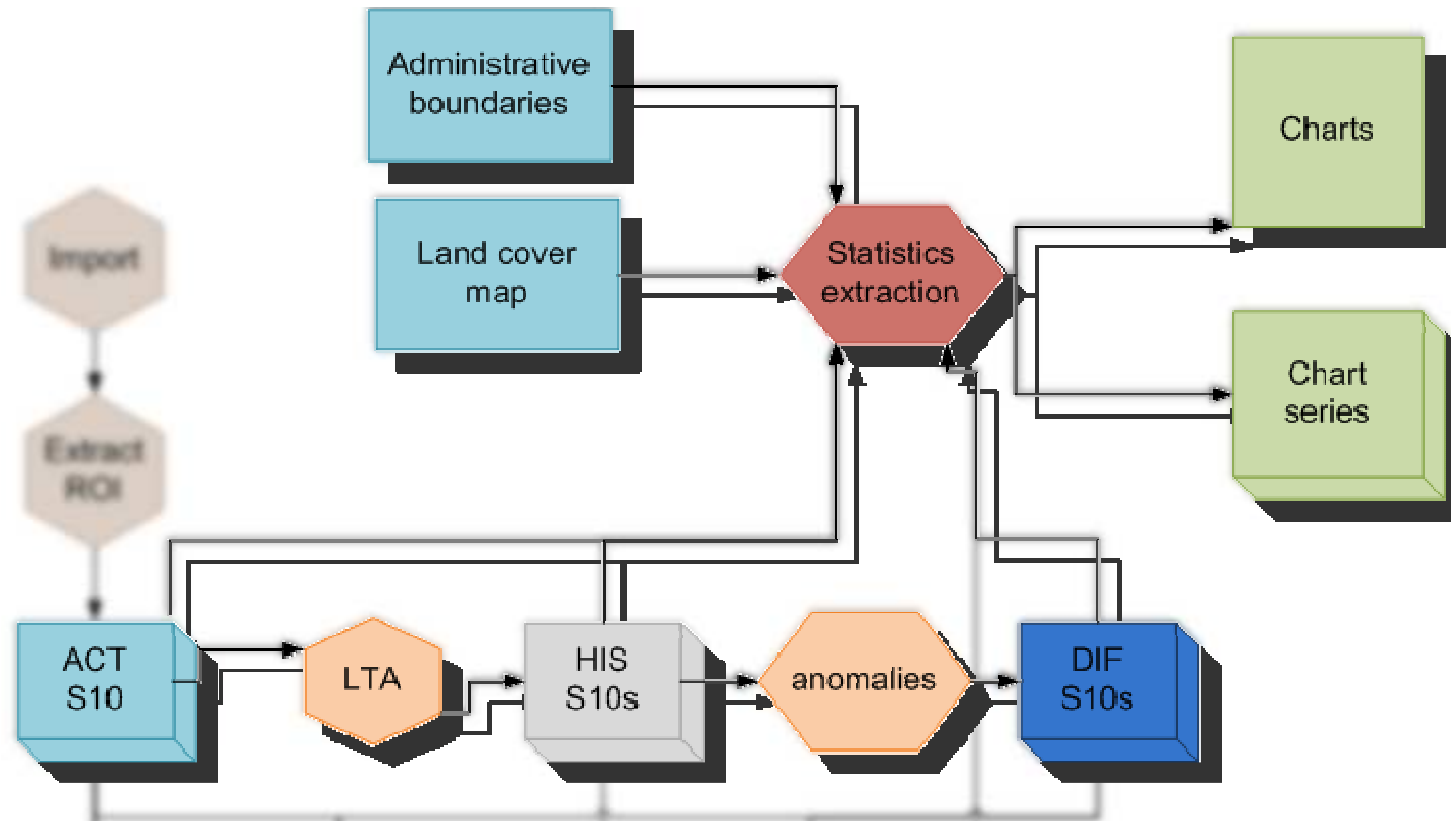 Administrative
boundaries
Charts
Import
Land cover
map
Statistics
extraction
Chart
series
Extract
ROI
ACT
S10
LTA
HIS
S10s
anomalies
DIF
S10s